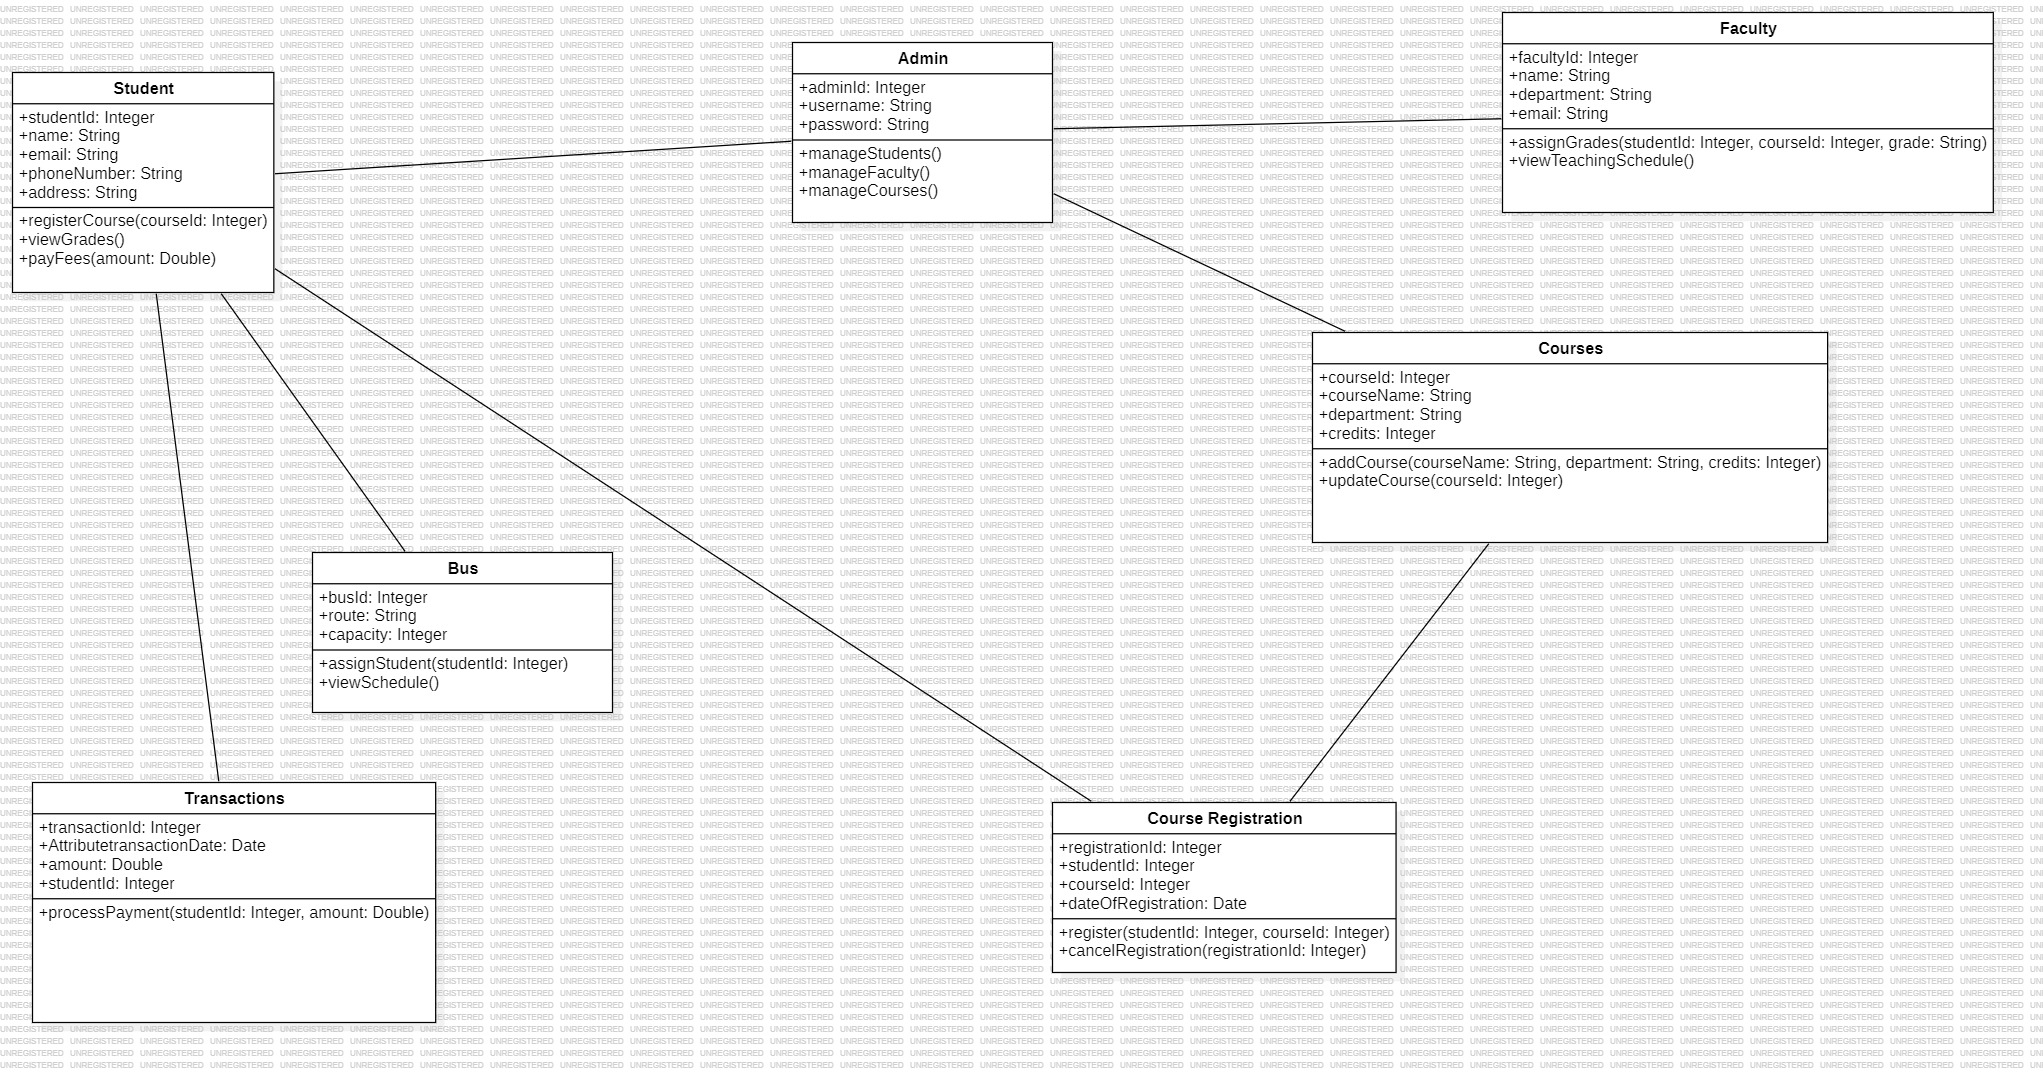 Student
+studentId: Integer
+name: String
+email: String
+phoneNumber: String
+address: String
+registerCourse(courseId: Integer)
+viewGrades()
+payFees(amount: Double)
Admin
+adminId: Integer
+username: String
+password: String
+manageStudents()
+manageFaculty()
+manageCourses()
Faculty
+facultyId: Integer
+name: String
+department: String
+email: String
+assignGrades(studentId: Integer, courseId: Integer, grade: String)
+viewTeachingSchedule()
Courses
+courseId: Integer
+courseName: String
+department: String
+credits: Integer
+addCourse(courseName: String, department: String, credits: Integer)
+updateCourse(courseId: Integer)
Bus
+busId: Integer
+route: String
+capacity: Integer
+assignStudent(studentId: Integer)
+viewSchedule()
Transactions
+transactionId: Integer
+AttributetransactionDate: Date
+amount: Double
+studentId: Integer
+processPayment(studentId: Integer, amount: Double)
Course Registration
+registrationId: Integer
+studentId: Integer
+courseId: Integer
+dateOfRegistration: Date
+register(studentId: Integer, courseId: Integer)
+cancelRegistration(registrationId: Integer)
UNREGISTERED